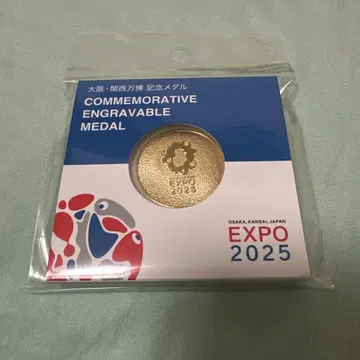 大阪・関西万博 記念メダル
COMMEMORATIVE
ENGRAVABLE
MEDAL
EXPO
2025
OSAKA, KANSAI, JAPAN
EXPO
2025